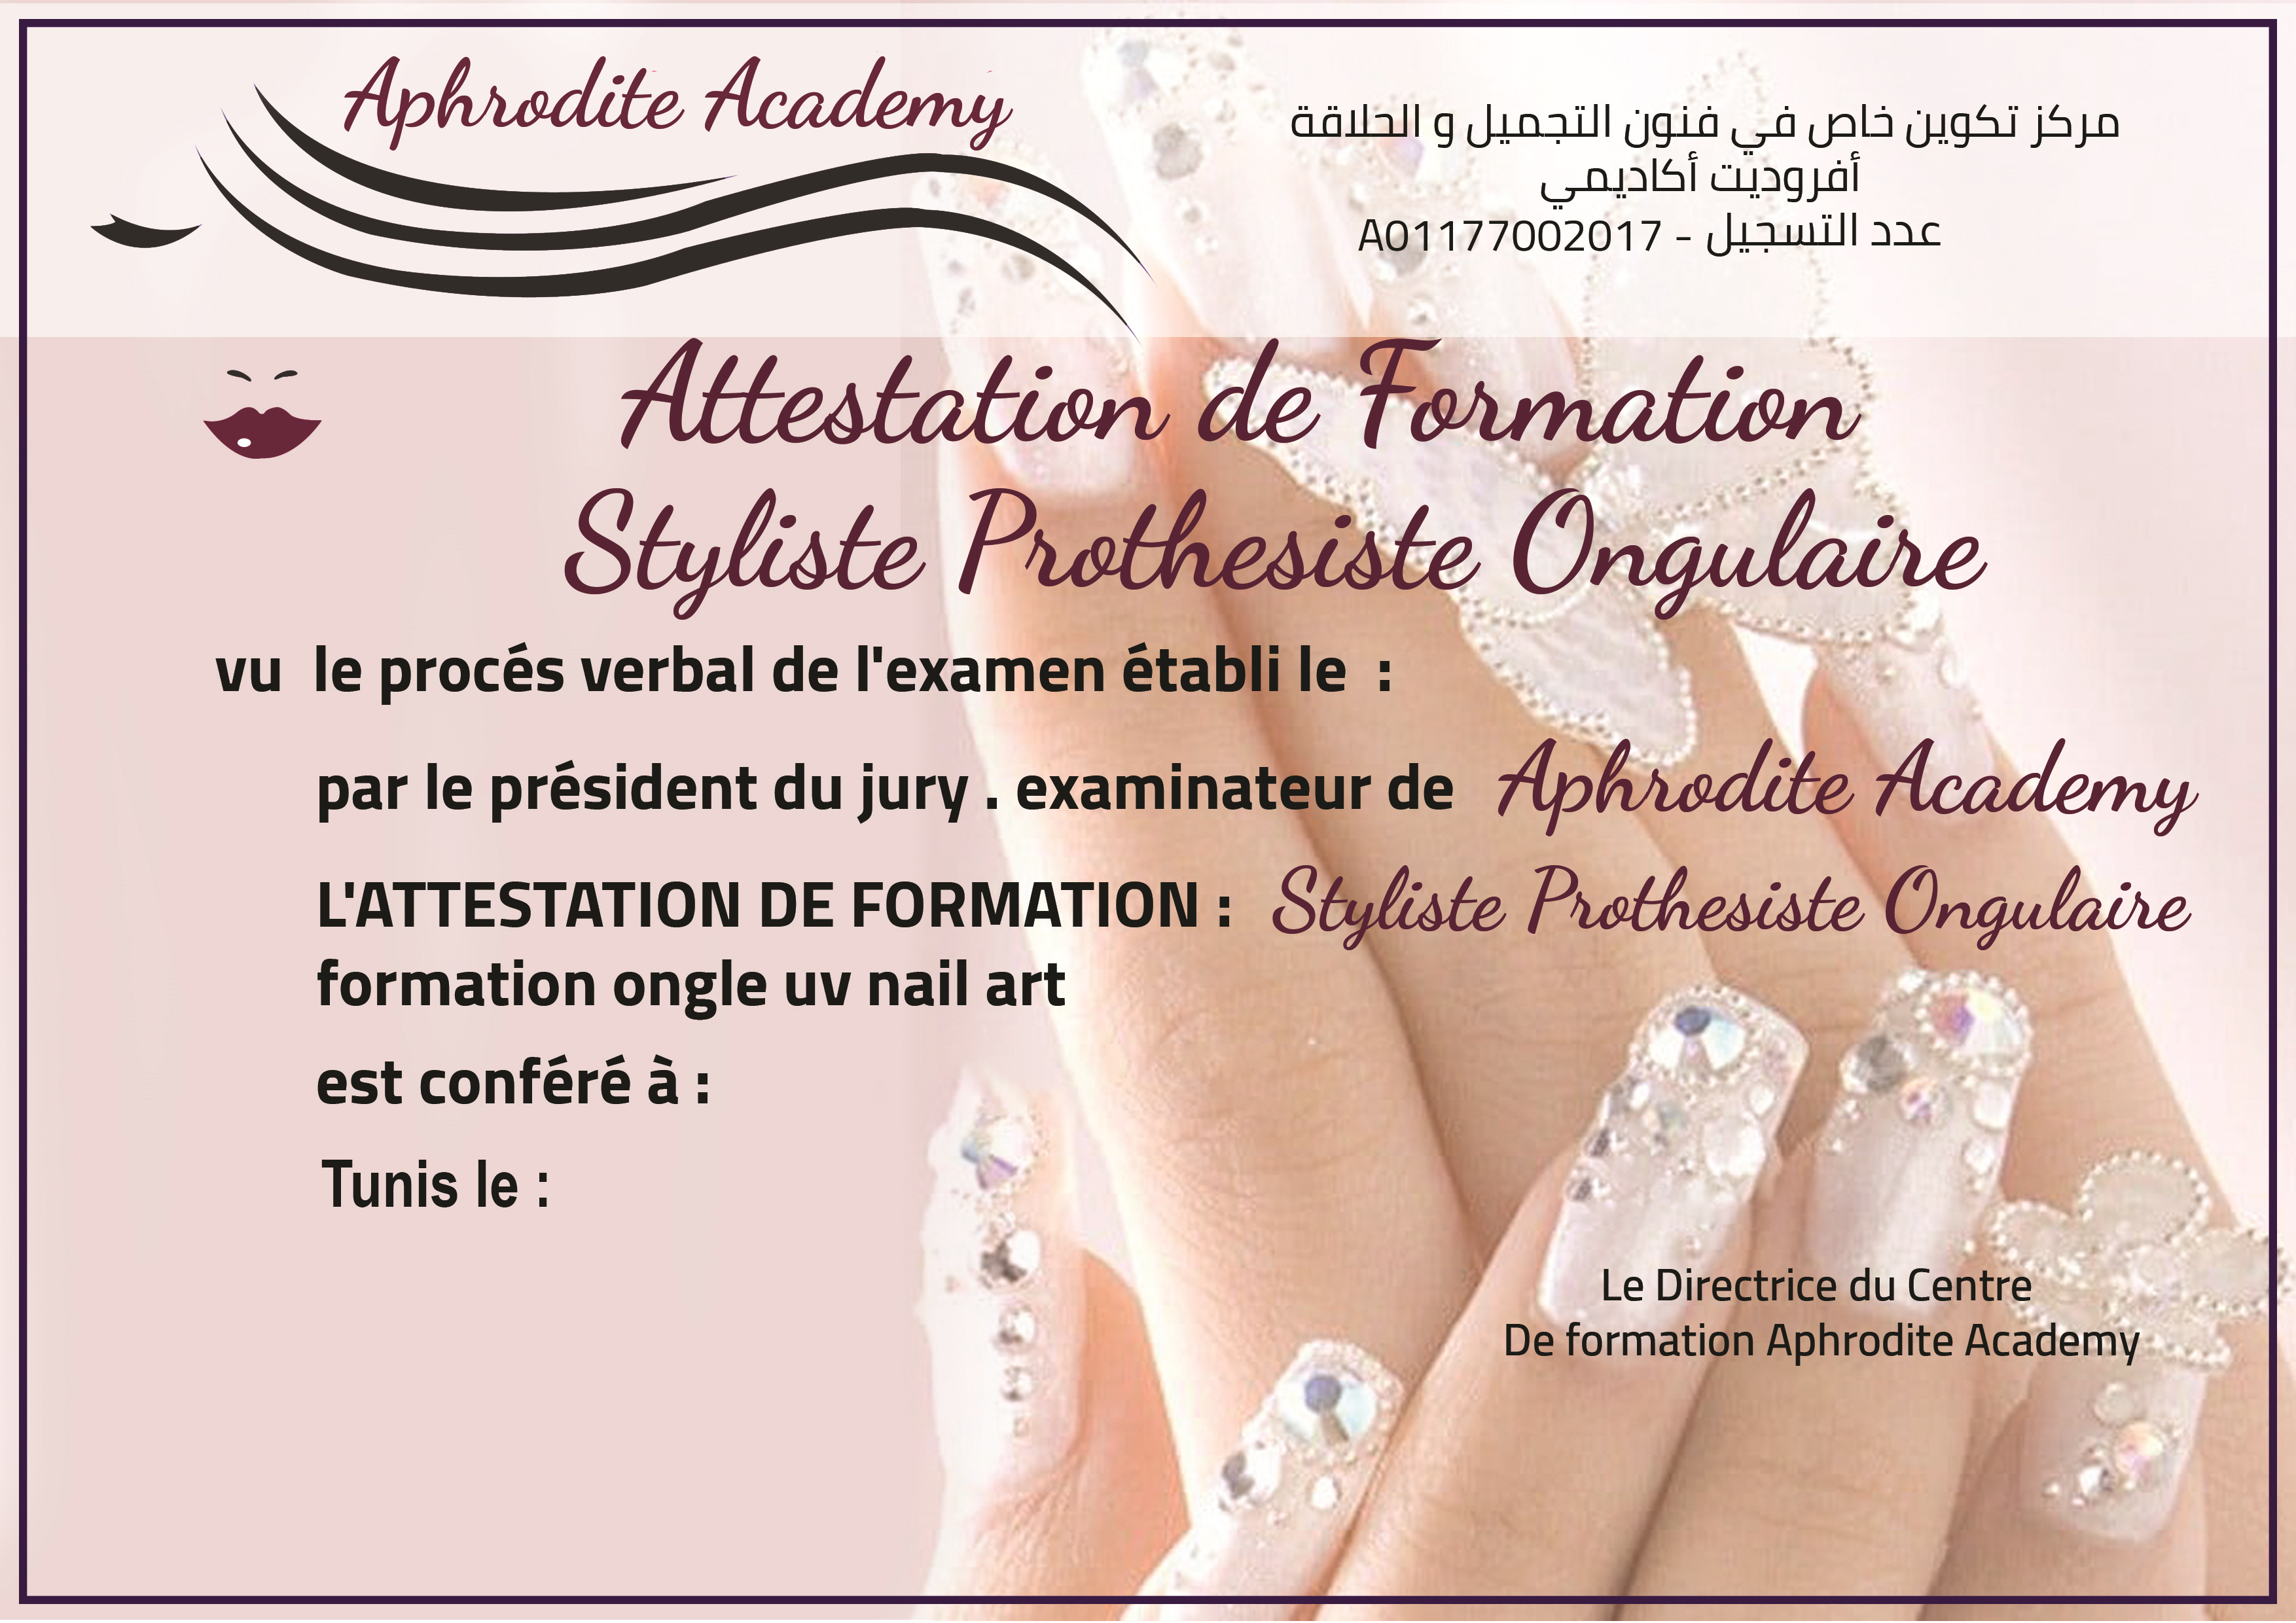 Aphrodite Academy
مركز تكوين خاص في فنون التجميل و الحلاقة
أفروديت أكاديمي
عدد التسجيل - A01177002017
Attestation de Formation
Styliste Prothesiste Ongulaire
vu le procés verbal de l'examen établi le :
par le président du jury . examinateur de Aphrodite Academy
L'ATTESTATION DE FORMATION : Styliste Prothesiste Ongulaire
formation ongle uv nail art
est conféré à :
Tunis le :
Le Directrice du Centre
De formation Aphrodite Academy